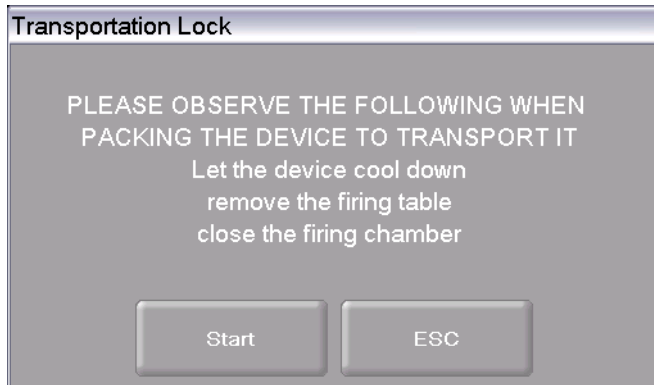 Transportation Lock
PLEASE OBSERVE THE FOLLOWING WHEN
PACKING THE DEVICE TO TRANSPORT IT
Let the device cool down
remove the firing table
close the firing chamber
Start ESC